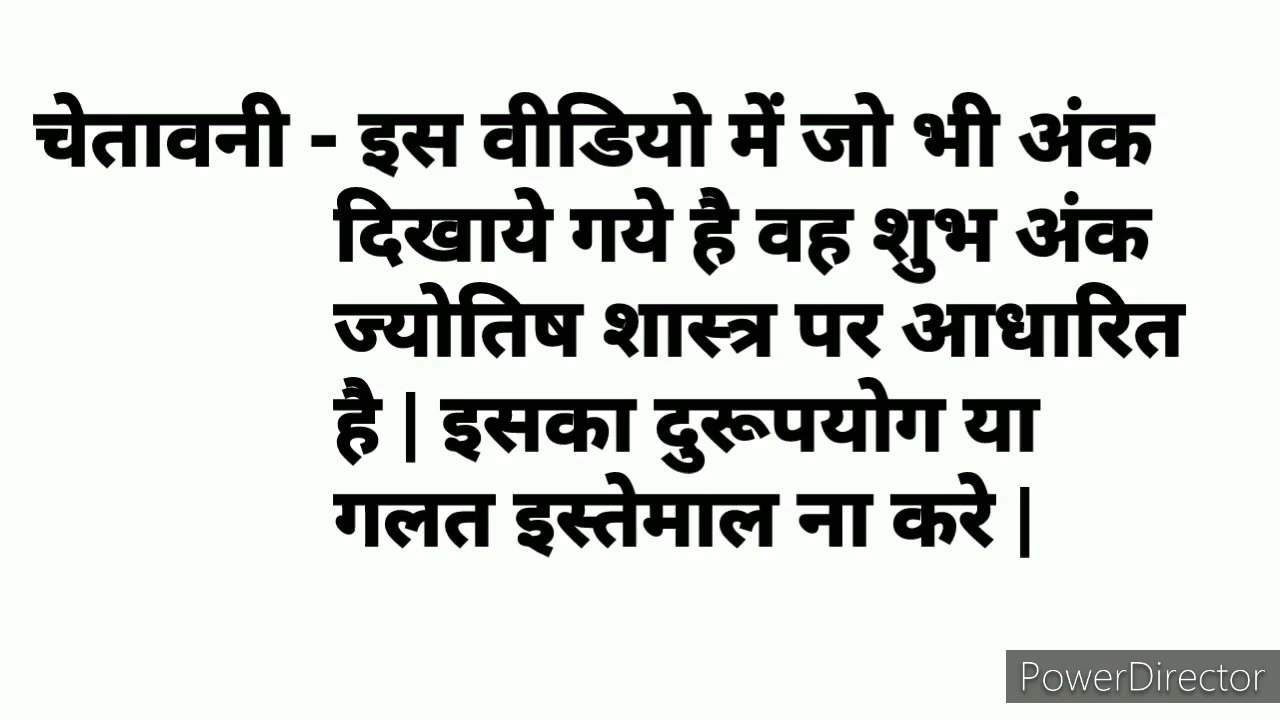 चेतावनी - इस वीडियो में जो भी अंक
दिखाये गये है वह शुभ अंक
ज्योतिष शास्त्र पर आधारित
है | इसका दुरूपयोग या
गलत इस्तेमाल ना करे |
PowerDirector